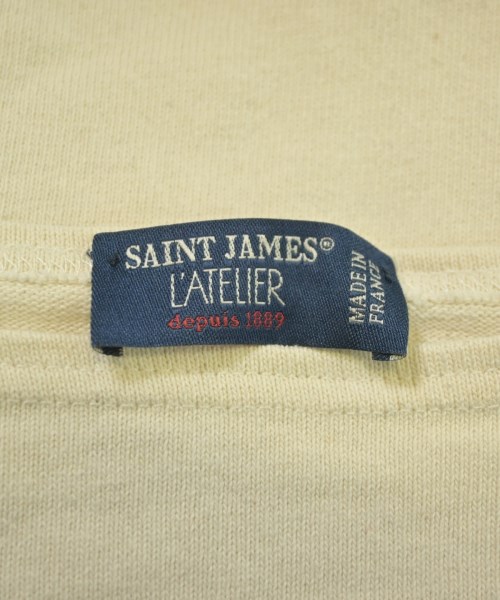 SAINT JAMES®
L'ATELIER
depuis 1889
MADE IN
FRANCE